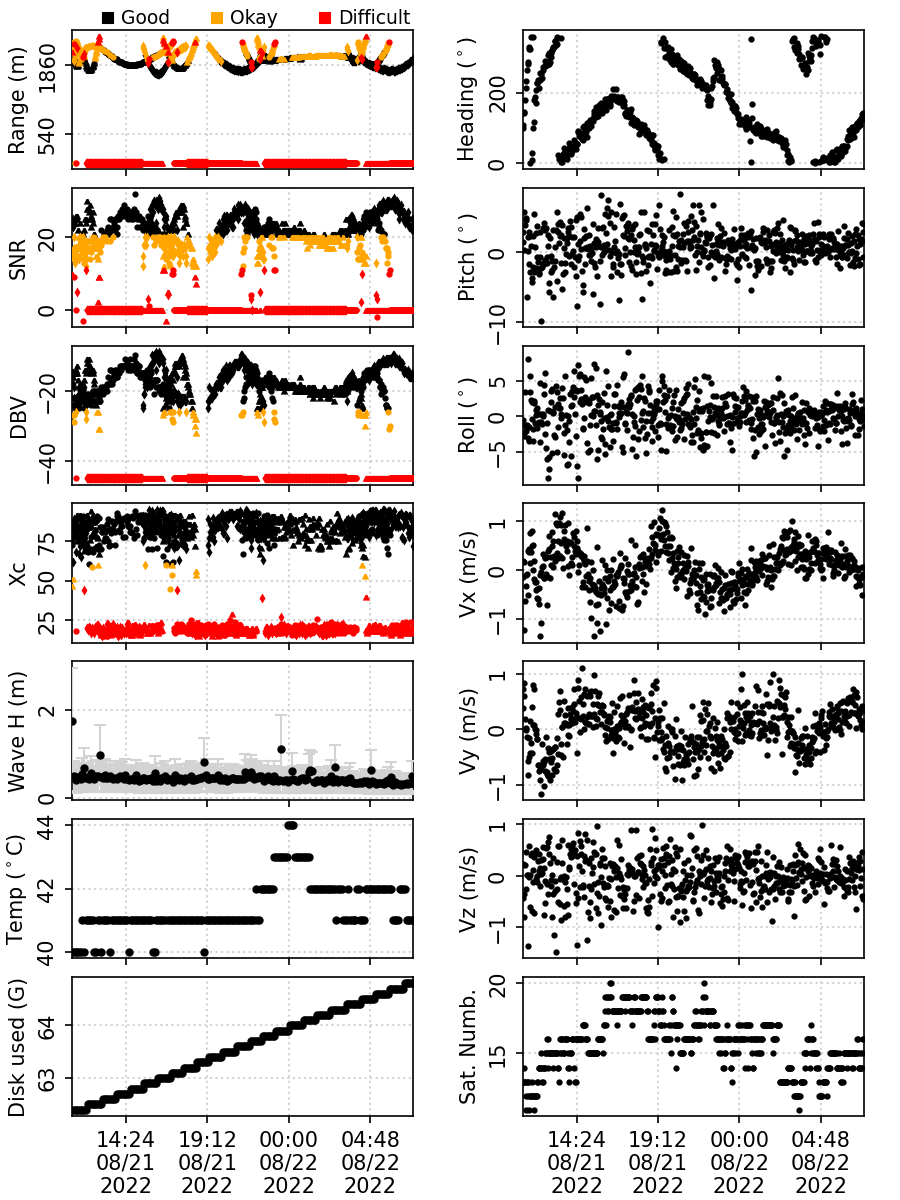 Good Okay Difficult
Range (m)
1860
540
Heading (°)
200
0
SNR
20
0
Pitch (°)
0
−10
DBV
−20
−40
Roll (°)
5
0
−5
Xc
75
50
25
Vx (m/s)
1
0
−1
Wave H (m)
2
0
Vy (m/s)
1
0
−1
Temp (°C)
44
42
40
Vz (m/s)
1
0
−1
Disk used (G)
64
63
Sat. Numb.
20
15
14:24 19:12 00:00 04:48
08/21 08/21 08/22 08/22
2022 2022 2022 2022
14:24 19:12 00:00 04:48
08/21 08/21 08/22 08/22
2022 2022 2022 2022